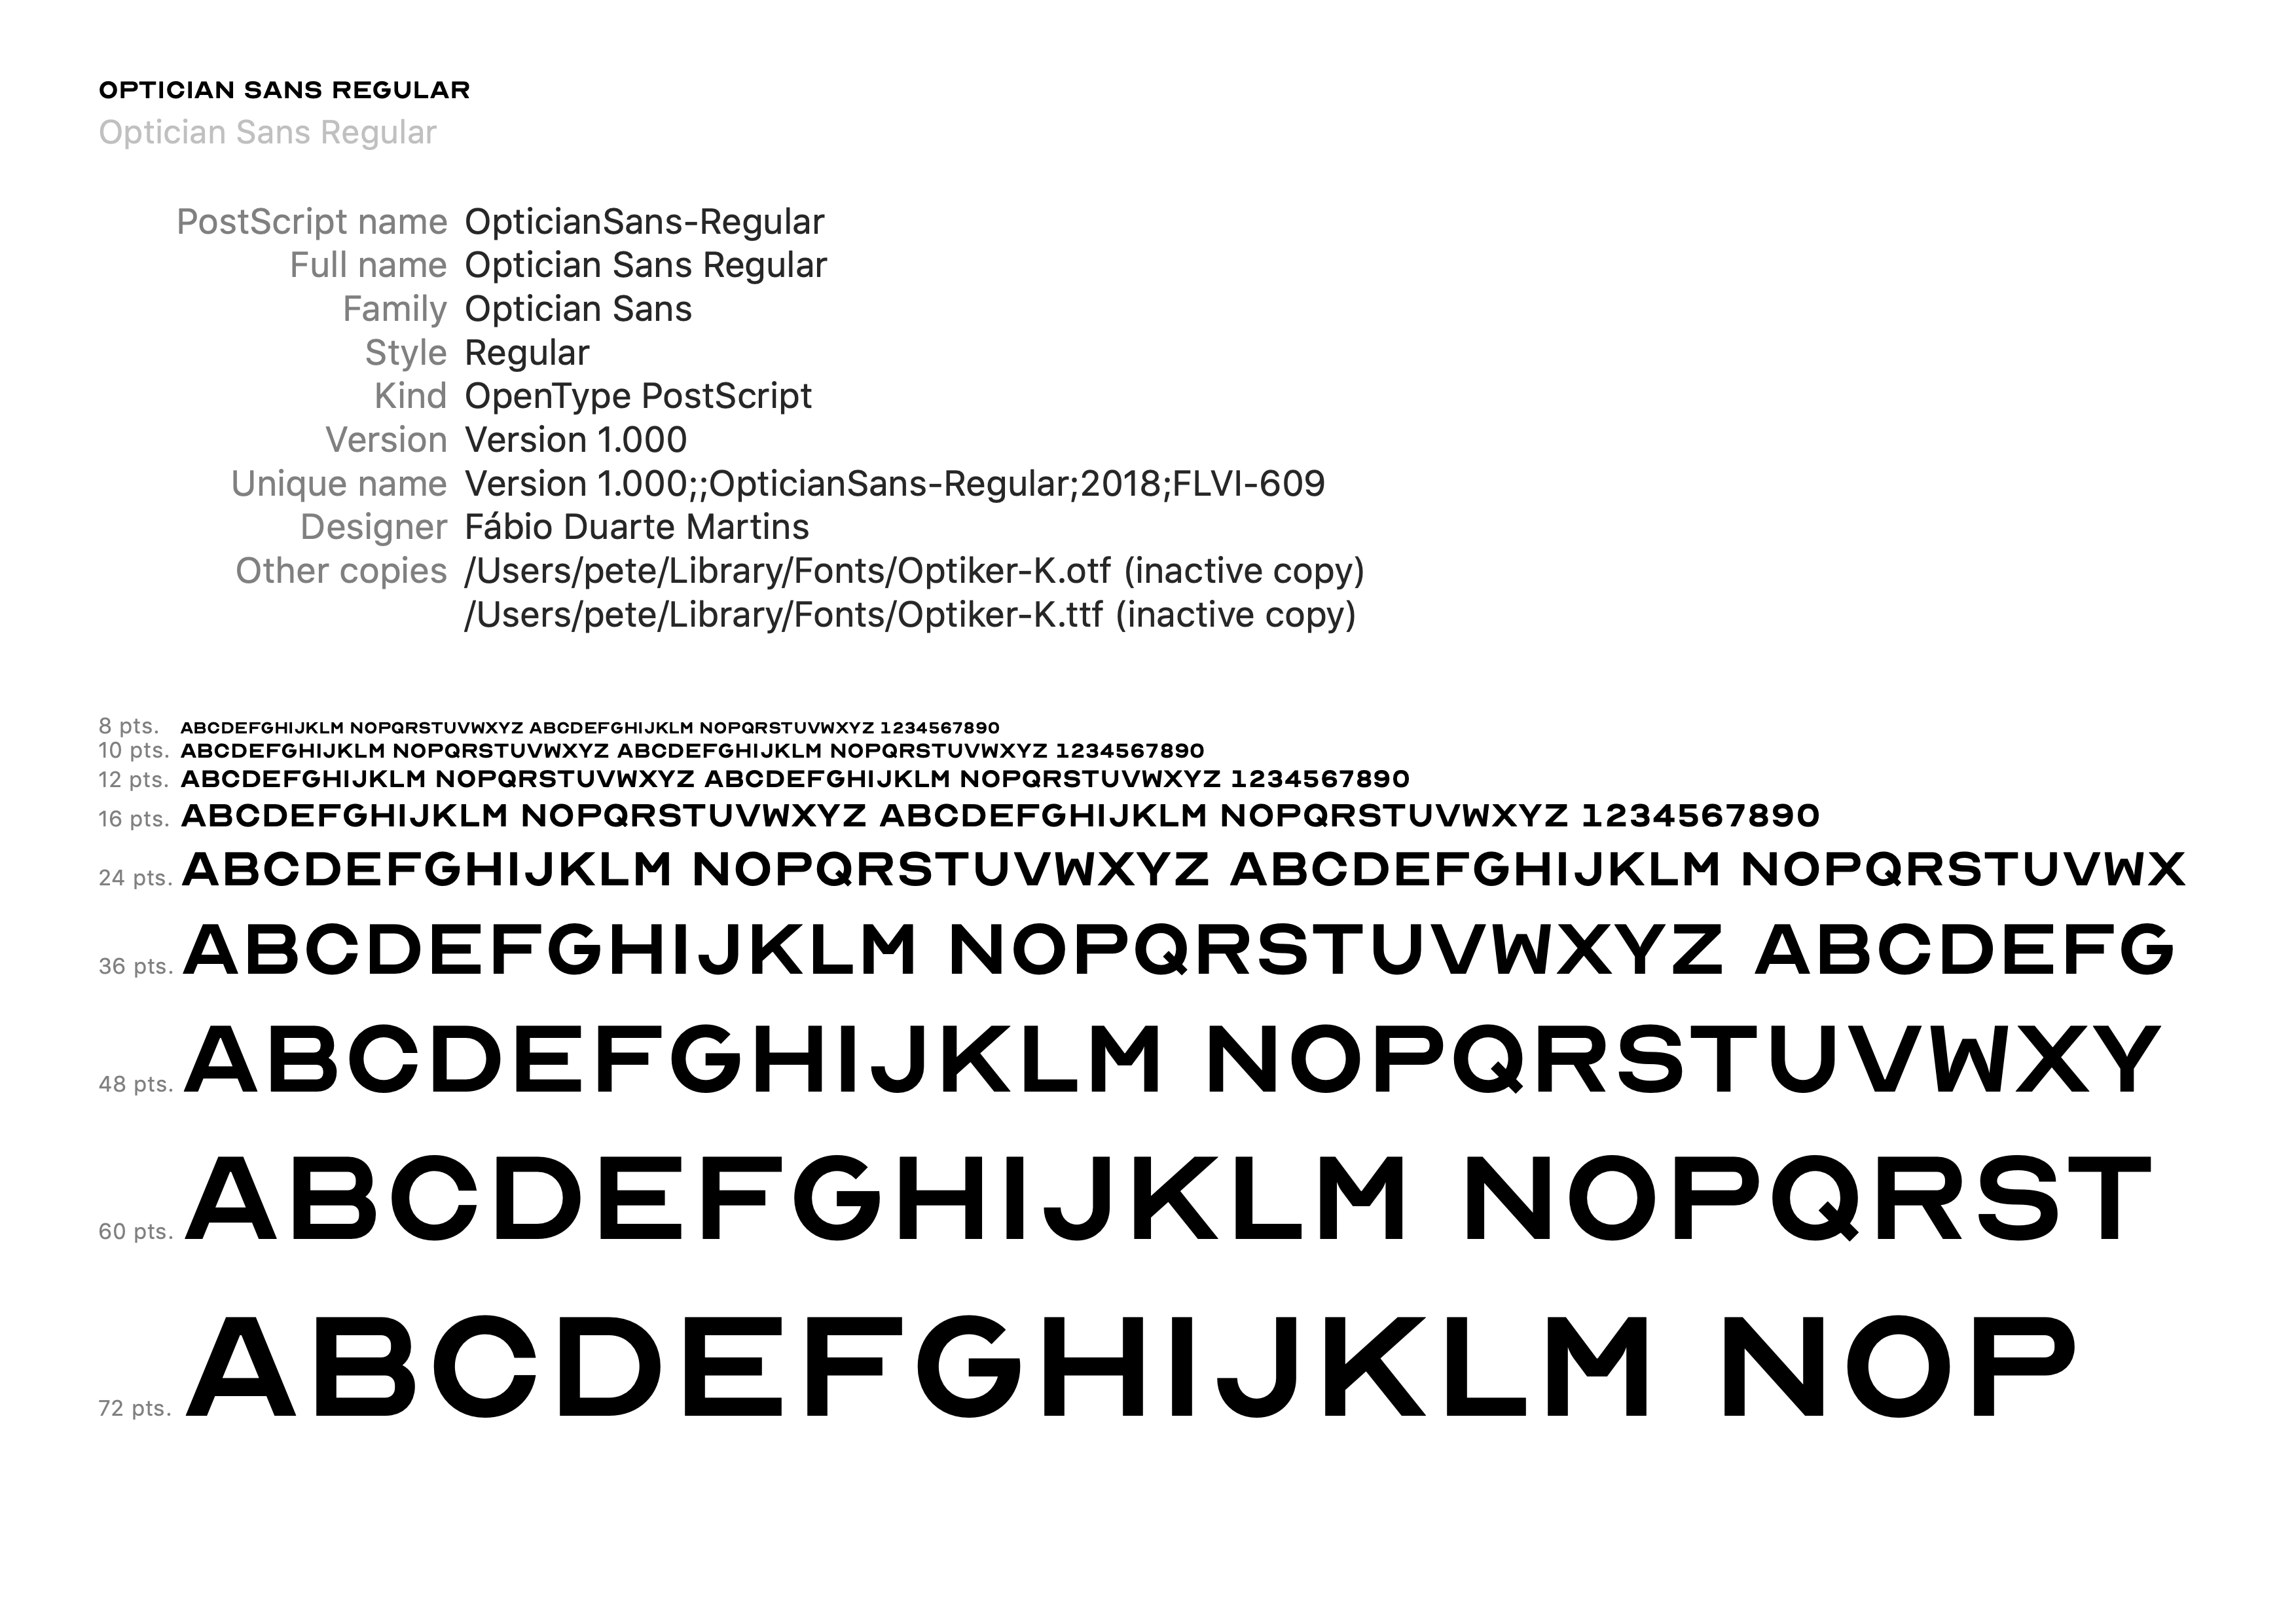 OPTICIAN SANS REGULAR
Optician Sans Regular
PostScript name OpticianSans-Regular
Full name Optician Sans Regular
Family Optician Sans
Style Regular
Kind OpenType PostScript
Version Version 1.000
Unique name Version 1.000;;OpticianSans-Regular;2018;FLVI-609
Designer Fábio Duarte Martins
Other copies /Users/pete/Library/Fonts/Optiker-K.otf (inactive copy)
/Users/pete/Library/Fonts/Optiker-K.ttf (inactive copy)
8 pts. ABCDEFGHIJKLM NOPQRSTUVWXYZ ABCDEFGHIJKLM NOPQRSTUVWXYZ 1234567890
10 pts. ABCDEFGHIJKLM NOPQRSTUVWXYZ ABCDEFGHIJKLM NOPQRSTUVWXYZ 1234567890
12 pts. ABCDEFGHIJKLM NOPQRSTUVWXYZ ABCDEFGHIJKLM NOPQRSTUVWXYZ 1234567890
16 pts. ABCDEFGHIJKLM NOPQRSTUVWXYZ ABCDEFGHIJKLM NOPQRSTUVWXYZ 1234567890
24 pts. ABCDEFGHIJKLM NOPQRSTUVWXYZ ABCDEFGHIJKLM NOPQRSTUVWX
36 pts. ABCDEFGHIJKLM NOPQRSTUVWXYZ ABCDEFG
48 pts. ABCDEFGHIJKLM NOPQRSTUVWXY
60 pts. ABCDEFGHIJKLM NOPQRST
72 pts. ABCDEFGHIJKLM NOP